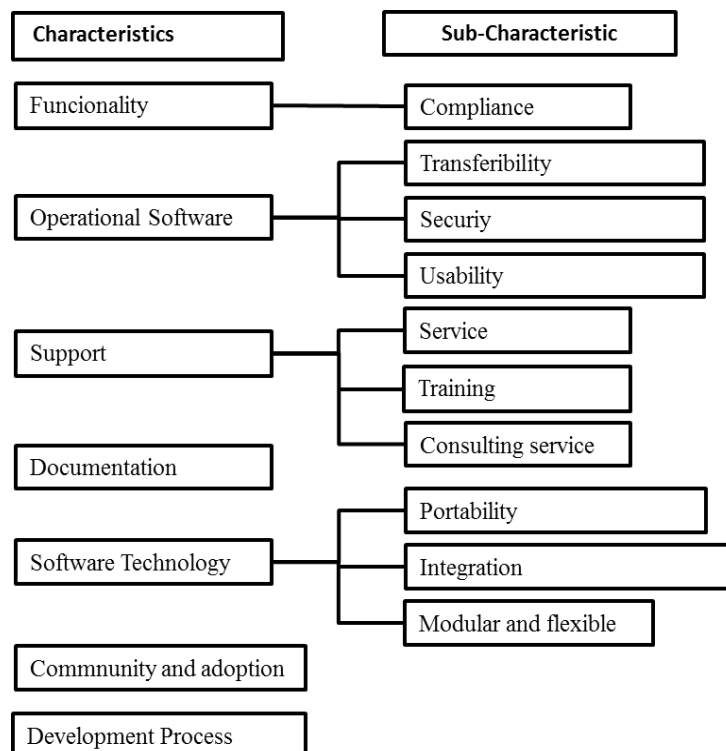 Characteristics
Sub-Characteristic
Funcionality
Compliance
Operational Software
Transferibility
Securiy
Usability
Support
Service
Training
Consulting service
Documentation
Software Technology
Portability
Integration
Modular and flexible
Commnunity and adoption
Development Process